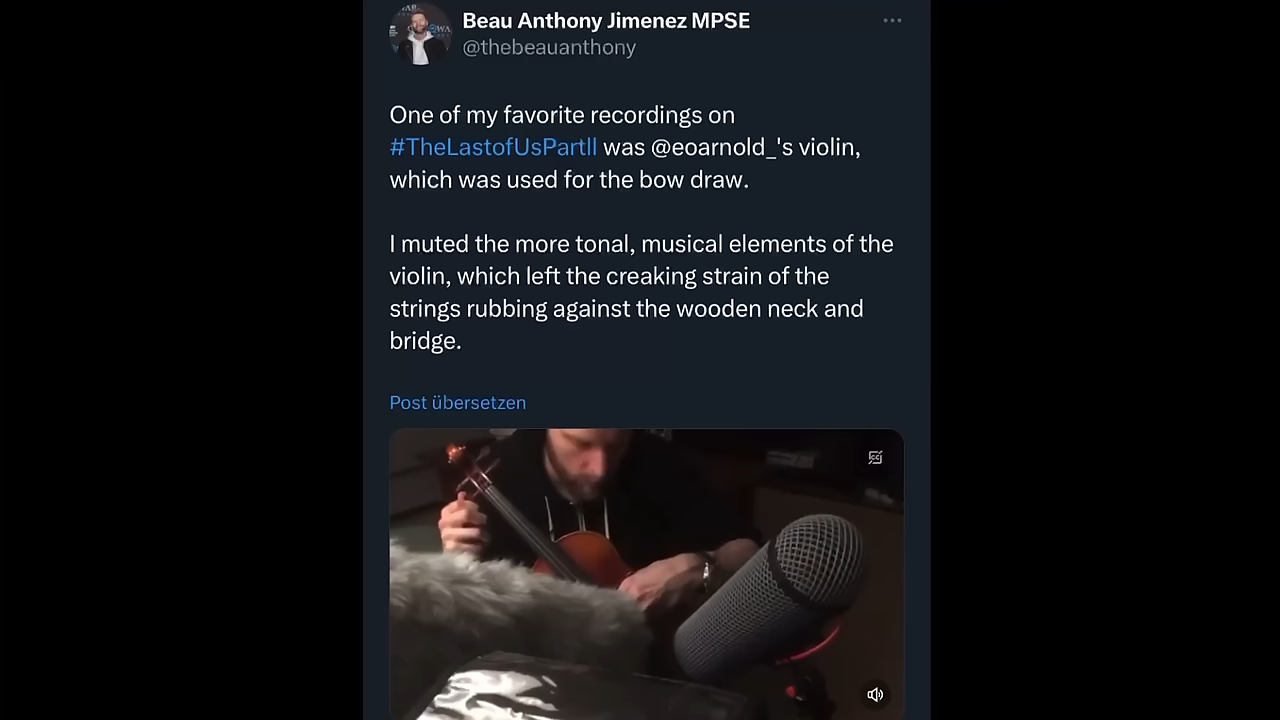 Beau Anthony Jimenez MPSE
@thebeauanthony
One of my favorite recordings on
#TheLastofUsPartII was @eoarnold_'s violin,
which was used for the bow draw.
I muted the more tonal, musical elements of the
violin, which left the creaking strain of the
strings rubbing against the wooden neck and
bridge.
Post übersetzen
CC